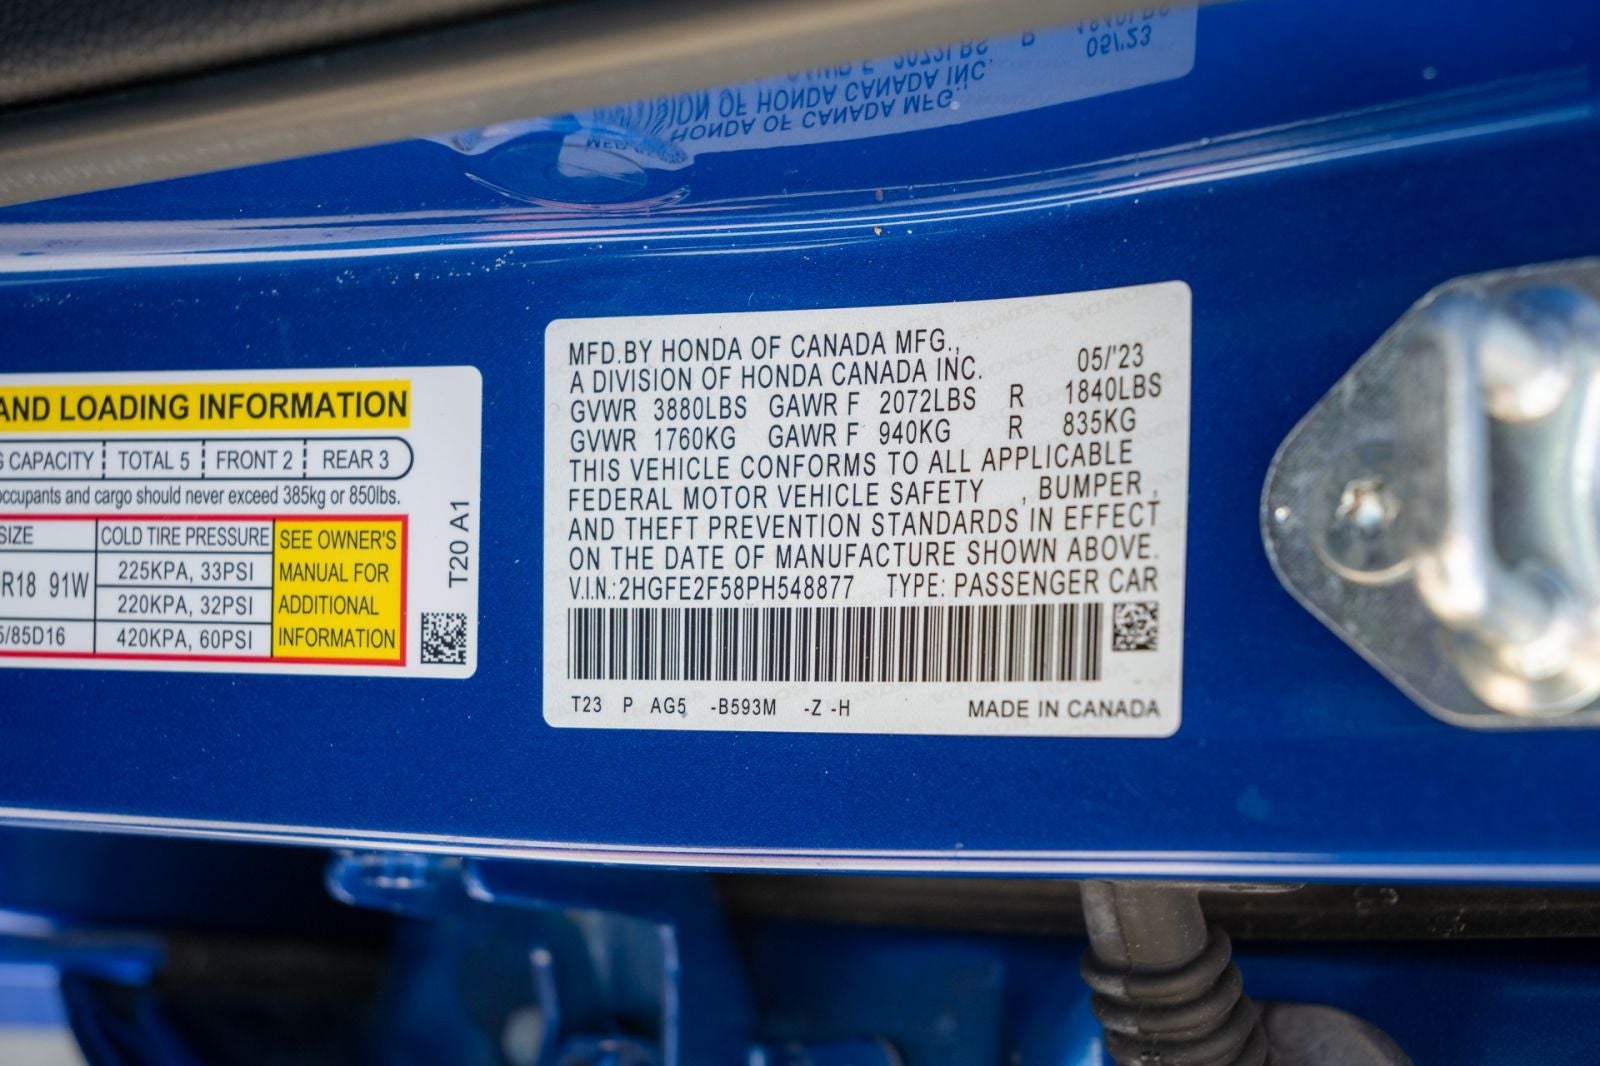 AND LOADING INFORMATION
G CAPACITY TOTAL 5 FRONT 2 REAR 3
occupants and cargo should never exceed 385kg or 850lbs.
SIZE COLD TIRE PRESSURE SEE OWNER'S
MANUAL FOR
ADDITIONAL
INFORMATION
R18 91W 225KPA, 33PSI
220KPA, 32PSI
5/85D16 420KPA, 60PSI
T20 A1
MFD.BY HONDA OF CANADA MFG.,
A DIVISION OF HONDA CANADA INC. 05/'23
GVWR 3880LBS GAWR F 2072LBS R 1840LBS
GVWR 1760KG GAWR F 940KG R 835KG
THIS VEHICLE CONFORMS TO ALL APPLICABLE
FEDERAL MOTOR VEHICLE SAFETY , BUMPER ,
AND THEFT PREVENTION STANDARDS IN EFFECT
ON THE DATE OF MANUFACTURE SHOWN ABOVE.
V.I.N.:2HGFE2F58PH548877 TYPE: PASSENGER CAR
T23 P AG5 -B593M -Z -H MADE IN CANADA